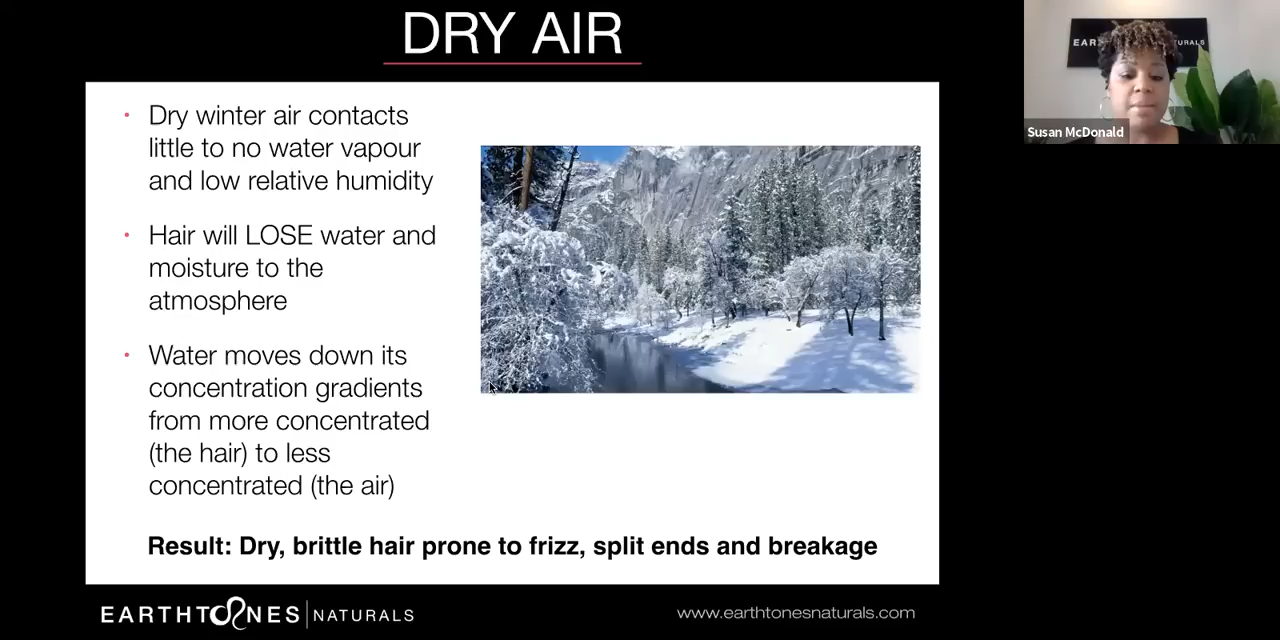 DRY AIR
• Dry winter air contacts
little to no water vapour
and low relative humidity
• Hair will LOSE water and
moisture to the
atmosphere
• Water moves down its
concentration gradients
from more concentrated
(the hair) to less
concentrated (the air)
Result: Dry, brittle hair prone to frizz, split ends and breakage
EARTHTONES NATURALS
www.earthtonesnaturals.com
EAR URALS
Susan McDonald